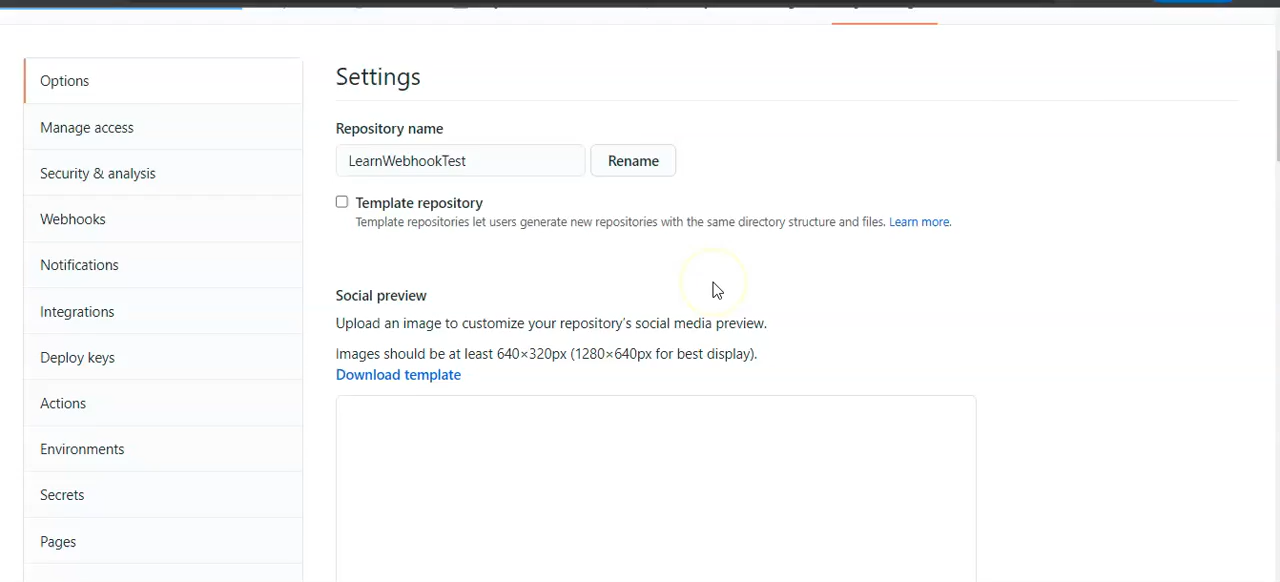 Options
Manage access
Security & analysis
Webhooks
Notifications
Integrations
Deploy keys
Actions
Environments
Secrets
Pages
Settings
Repository name
LearnWebhookTest
Rename
Template repository
Template repositories let users generate new repositories with the same directory structure and files. Learn more.
Social preview
Upload an image to customize your repository's social media preview.
Images should be at least 640×320px (1280×640px for best display).
Download template